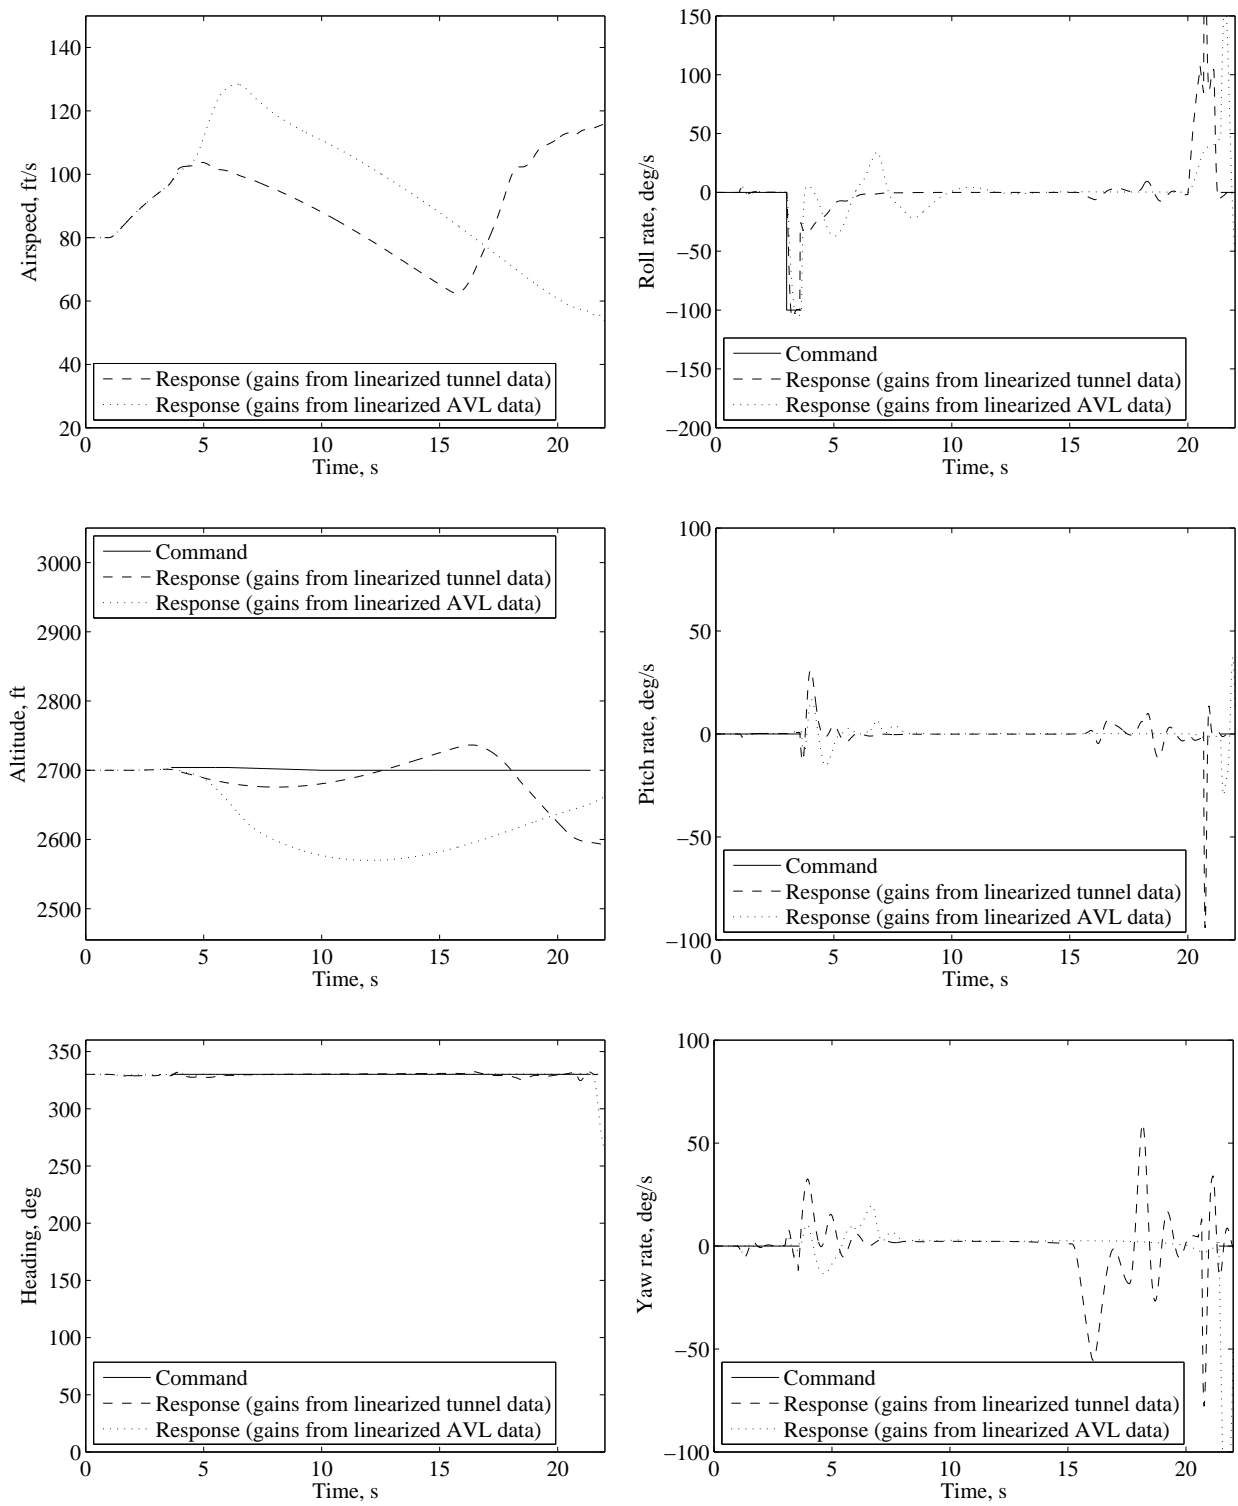 140
120
100
80
60
40
20
Airspeed, ft/s
Response (gains from linearized tunnel data)
Response (gains from linearized AVL data)
0 5 10 15 20
Time, s
150
100
50
0
−50
−100
−150
−200
Roll rate, deg/s
Command
Response (gains from linearized tunnel data)
Response (gains from linearized AVL data)
0 5 10 15 20
Time, s
3000
2900
2800
2700
2600
2500
Altitude, ft
Command
Response (gains from linearized tunnel data)
Response (gains from linearized AVL data)
0 5 10 15 20
Time, s
100
50
0
−50
−100
Pitch rate, deg/s
Command
Response (gains from linearized tunnel data)
Response (gains from linearized AVL data)
0 5 10 15 20
Time, s
350
300
250
200
150
100
50
0
Heading, deg
Command
Response (gains from linearized tunnel data)
Response (gains from linearized AVL data)
0 5 10 15 20
Time, s
100
50
0
−50
−100
Yaw rate, deg/s
Command
Response (gains from linearized tunnel data)
Response (gains from linearized AVL data)
0 5 10 15 20
Time, s